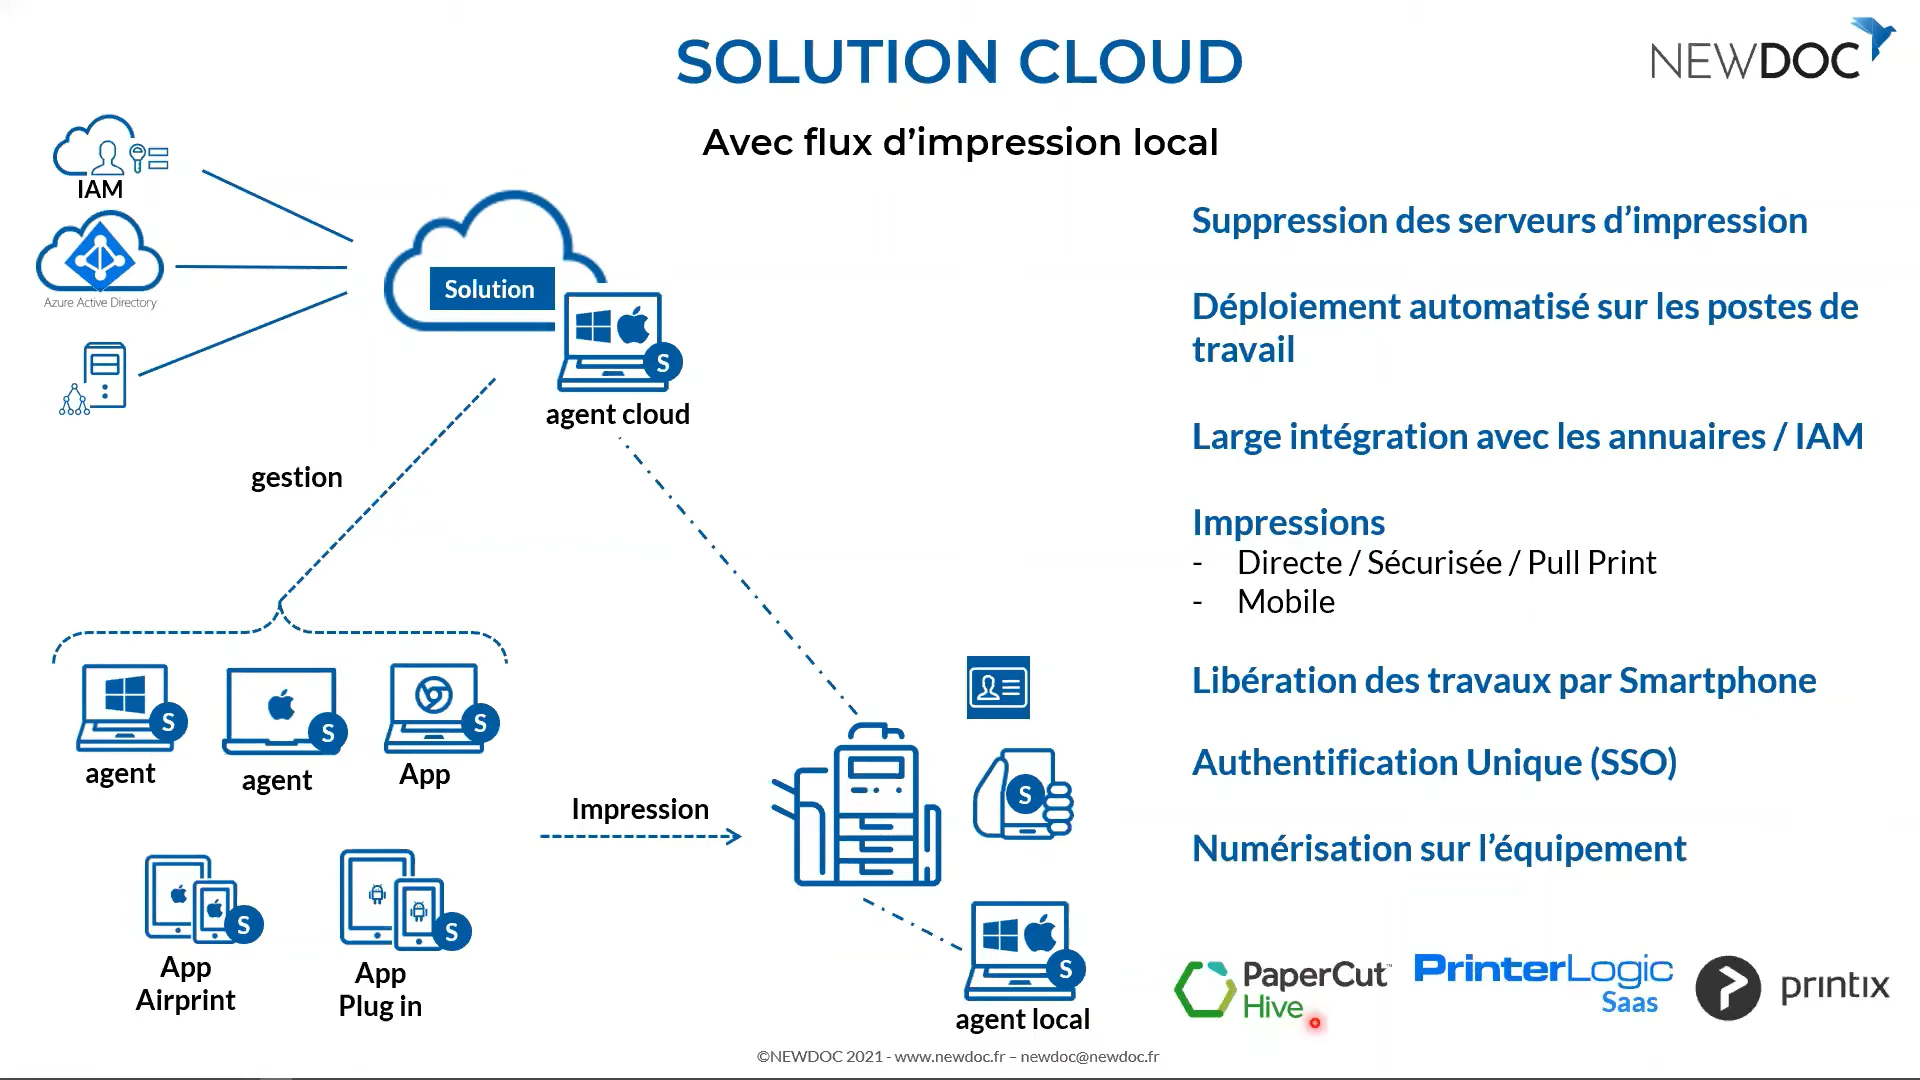 SOLUTION CLOUD
NEWDOC
Avec flux d’impression local
IAM
Azure Active Directory
Solution
S
agent cloud
gestion
S
agent
S
agent
S
App
Impression
S
App
Airprint
S
App
Plug in
S
S
agent local
Suppression des serveurs d’impression
Déploiement automatisé sur les postes de
travail
Large intégration avec les annuaires / IAM
Impressions
- Directe / Sécurisée / Pull Print
- Mobile
Libération des travaux par Smartphone
Authentification Unique (SSO)
Numérisation sur l’équipement
PaperCut™
Hive
PrinterLogic
Saas
printix
©NEWDOC 2021 - www.newdoc.fr – newdoc@newdoc.fr